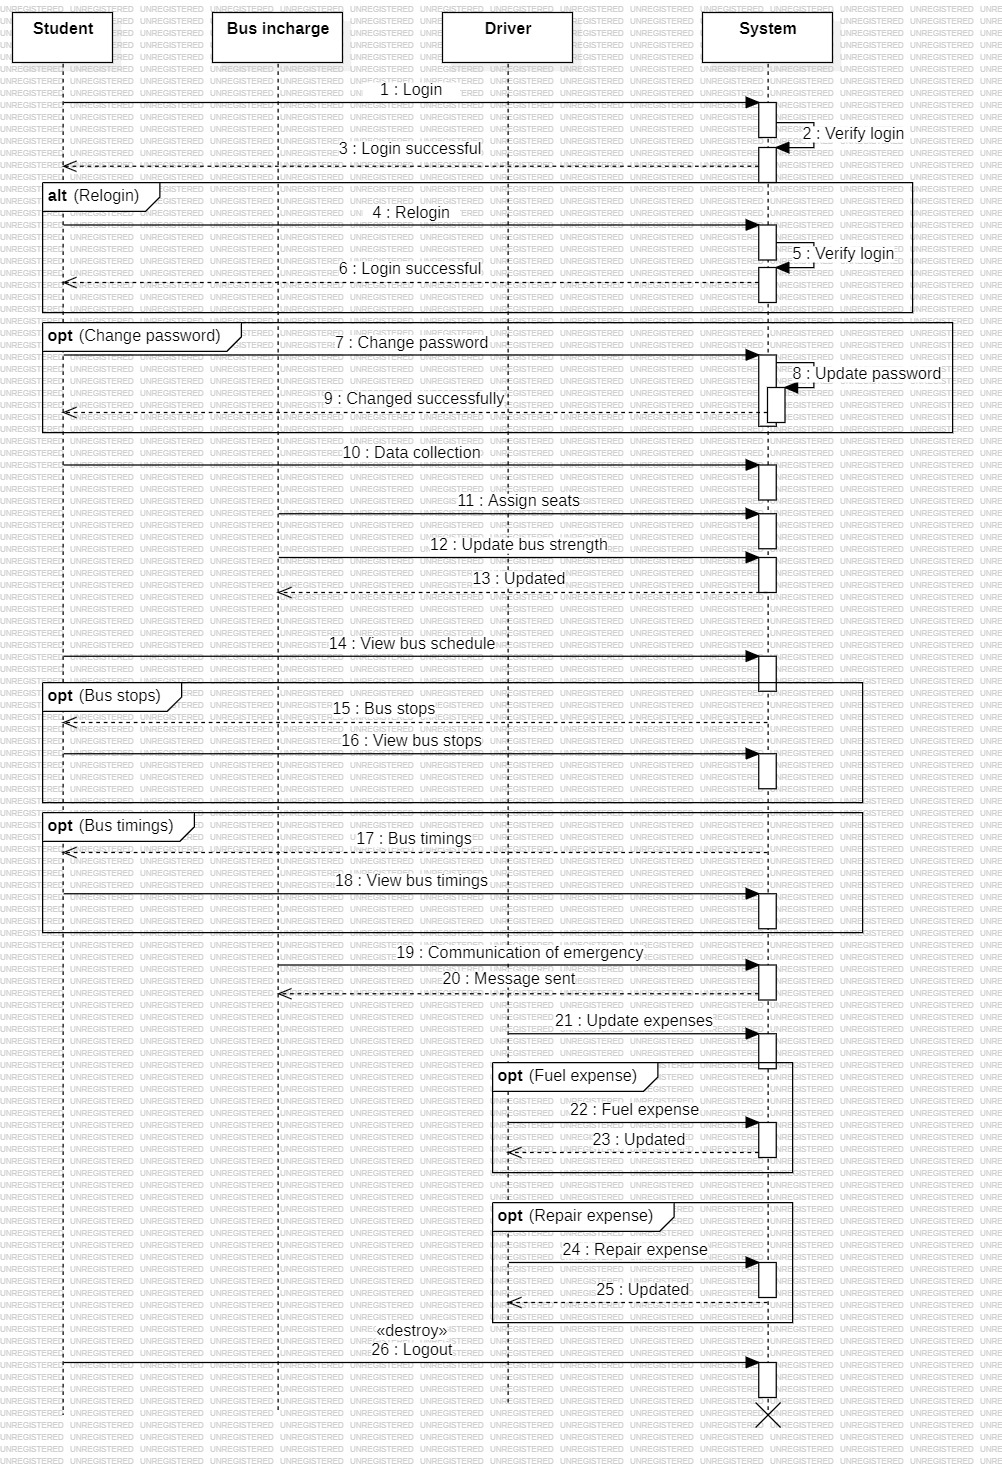 Student
Bus incharge
Driver
System
1 : Login
2 : Verify login
3 : Login successful
alt (Relogin)
4 : Relogin
5 : Verify login
6 : Login successful
opt (Change password)
7 : Change password
8 : Update password
9 : Changed successfully
10 : Data collection
11 : Assign seats
12 : Update bus strength
13 : Updated
14 : View bus schedule
opt (Bus stops)
15 : Bus stops
16 : View bus stops
opt (Bus timings)
17 : Bus timings
18 : View bus timings
19 : Communication of emergency
20 : Message sent
21 : Update expenses
opt (Fuel expense)
22 : Fuel expense
23 : Updated
opt (Repair expense)
24 : Repair expense
25 : Updated
«destroy»
26 : Logout
UNREGISTERED